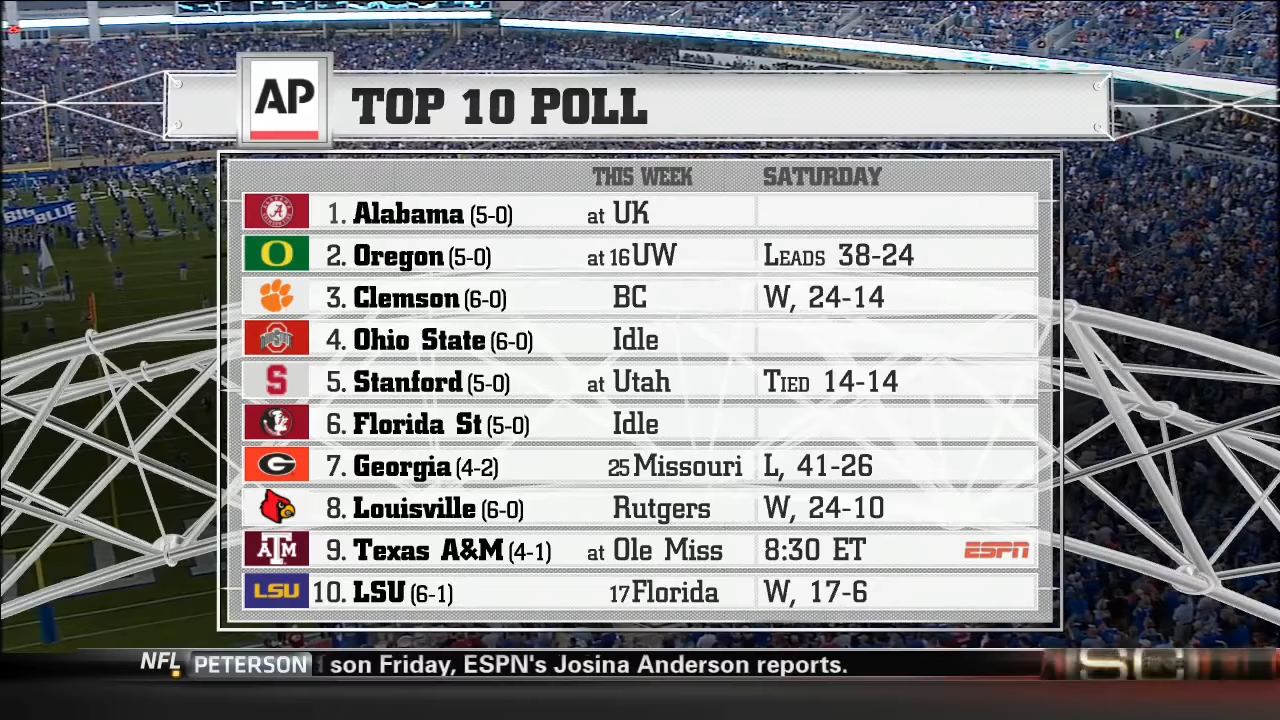 AP TOP 10 POLL
THIS WEEK SATURDAY
1. Alabama (5-0) at UK
2. Oregon (5-0) at 16 UW LEADS 38-24
3. Clemson (6-0) BC W, 24-14
4. Ohio State (6-0) Idle
5. Stanford (5-0) at Utah TIED 14-14
6. Florida St (5-0) Idle
7. Georgia (4-2) 25 Missouri L, 41-26
8. Louisville (6-0) Rutgers W, 24-10
9. Texas A&M (4-1) at Ole Miss 8:30 ET ESPN
LSU 10. LSU (6-1) 17 Florida W, 17-6
BIG BLUE
NFL PETERSON son Friday, ESPN's Josina Anderson reports. SC